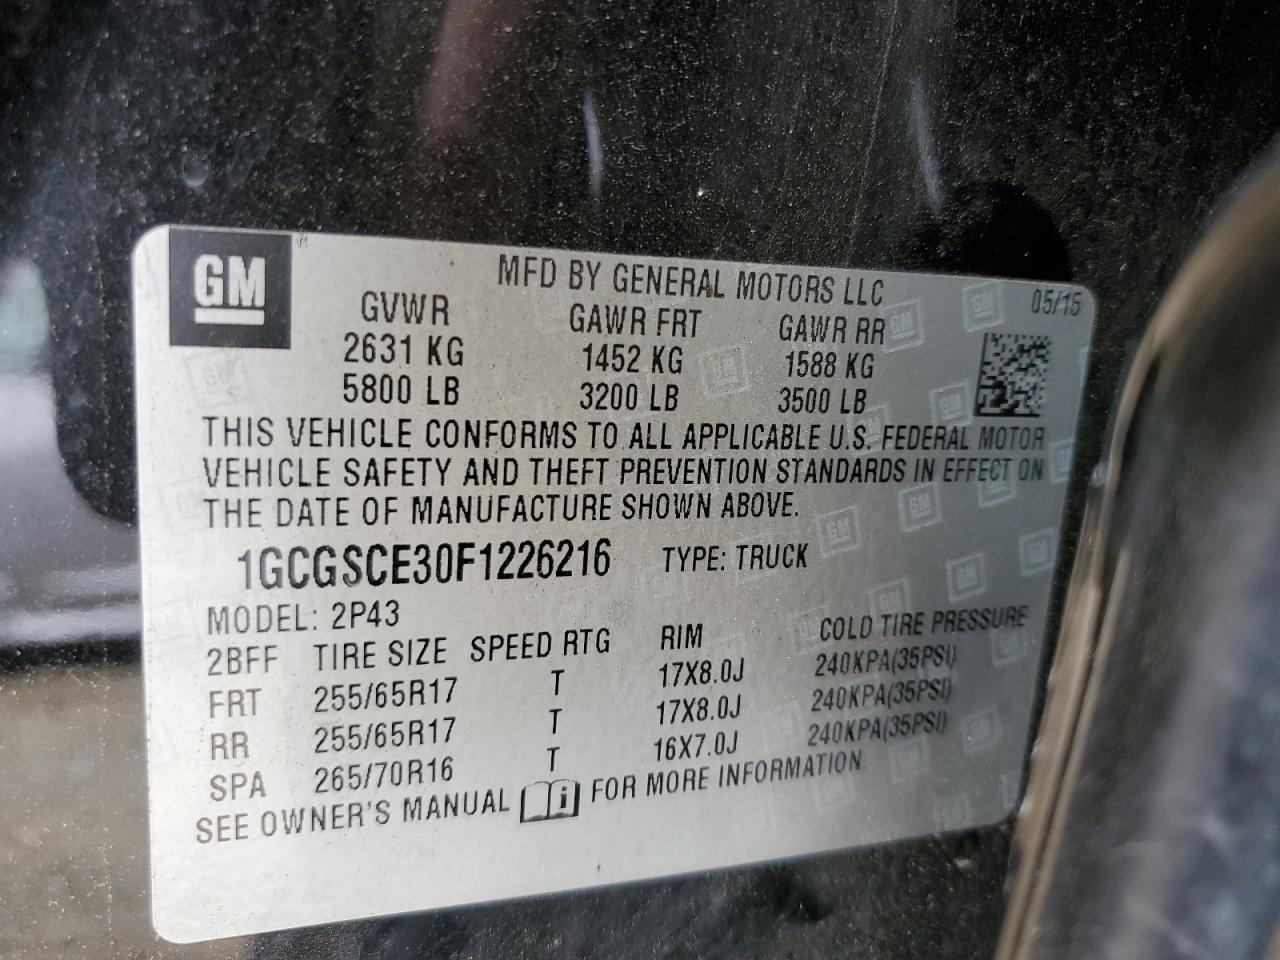 GM
MFD BY GENERAL MOTORS LLC
05/15
GVWR GAWR FRT GAWR RR
2631 KG 1452 KG 1588 KG
5800 LB 3200 LB 3500 LB
THIS VEHICLE CONFORMS TO ALL APPLICABLE U.S. FEDERAL MOTOR
VEHICLE SAFETY AND THEFT PREVENTION STANDARDS IN EFFECT ON
THE DATE OF MANUFACTURE SHOWN ABOVE.
1GCGSCE30F1226216 TYPE: TRUCK
MODEL: 2P43
2BFF TIRE SIZE SPEED RTG RIM COLD TIRE PRESSURE
FRT 255/65R17 T 17X8.0J 240KPA(35PSI)
RR 255/65R17 T 17X8.0J 240KPA(35PSI)
SPA 265/70R16 T 16X7.0J 240KPA(35PSI)
SEE OWNER'S MANUAL i FOR MORE INFORMATION.